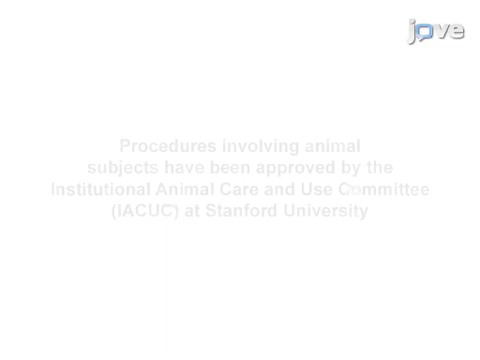 jove
Procedures involving animal
subjects have been approved by the
Institutional Animal Care and Use Committee
(IACUC) at Stanford University